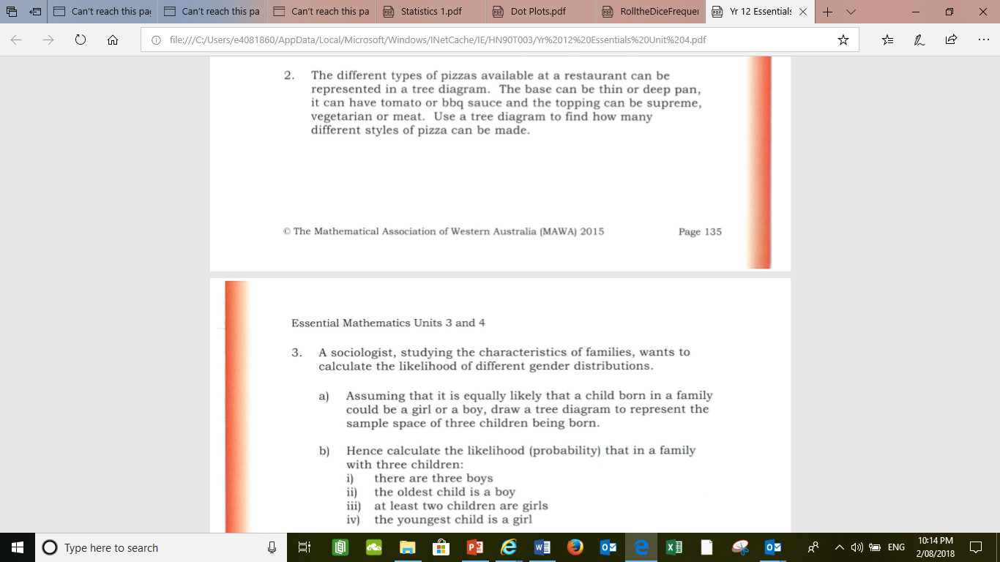 Can't reach this pa
Can't reach this pa
Can't reach this pa
Statistics 1.pdf
Dot Plots.pdf
RolltheDiceFreque
Yr 12 Essentials
file:///C:/Users/e4081860/AppData/Local/Microsoft/Windows/INetCache/IE/HN90T003/Yr%2012%20Essentials%20Unit%204.pdf
2. The different types of pizzas available at a restaurant can be
represented in a tree diagram. The base can be thin or deep pan,
it can have tomato or bbq sauce and the topping can be supreme,
vegetarian or meat. Use a tree diagram to find how many
different styles of pizza can be made.
© The Mathematical Association of Western Australia (MAWA) 2015 Page 135
Essential Mathematics Units 3 and 4
3. A sociologist, studying the characteristics of families, wants to
calculate the likelihood of different gender distributions.
a) Assuming that it is equally likely that a child born in a family
could be a girl or a boy, draw a tree diagram to represent the
sample space of three children being born.
b) Hence calculate the likelihood (probability) that in a family
with three children:
i) there are three boys
ii) the oldest child is a boy
iii) at least two children are girls
iv) the youngest child is a girl
Type here to search
ENG
10:14 PM
2/08/2018